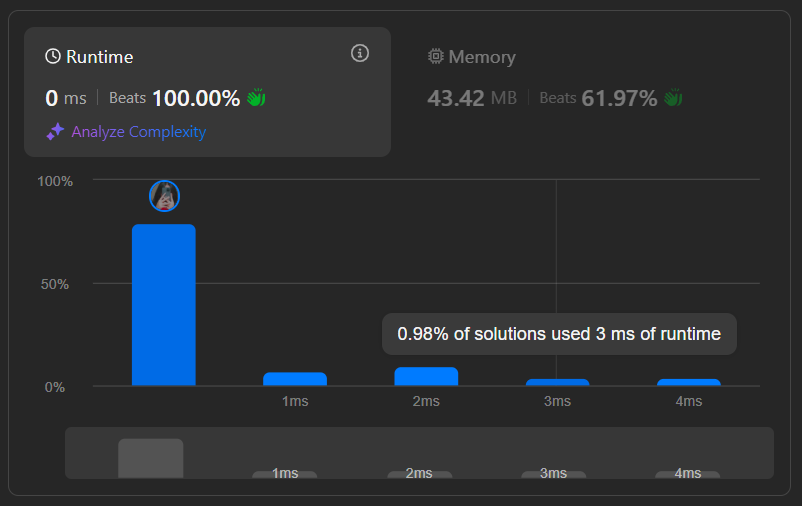 Runtime
0 ms | Beats 100.00%
Analyze Complexity
Memory
43.42 MB | Beats 61.97%
100%
50%
0%
0.98% of solutions used 3 ms of runtime
1ms 2ms 3ms 4ms
1ms 2ms 3ms 4ms